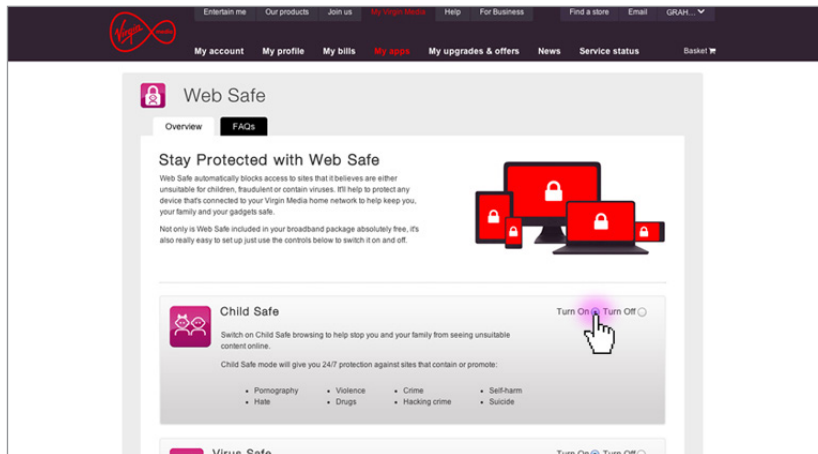 Entertain me Our products Join us My Virgin Media Help For Business Find a store Email GRAH...
Virgin media
My account My profile My bills My apps My upgrades & offers News Service status Basket
Web Safe
Overview FAQs
Stay Protected with Web Safe
Web Safe automatically blocks access to sites that it believes are either
unsuitable for children, fraudulent or contain viruses. It'll help to protect any
device that's connected to your Virgin Media home network to help keep you,
your family and your gadgets safe.
Not only is Web Safe included in your broadband package absolutely free, it's
also really easy to set up just use the controls below to switch it on and off.
Child Safe Turn On Turn Off
Switch on Child Safe browsing to help stop you and your family from seeing unsuitable
content online.
Child Safe mode will give you 24/7 protection against sites that contain or promote:
• Pornography • Violence • Crime • Self-harm
• Hate • Drugs • Hacking crime • Suicide
Virus Safe Turn On Turn Off